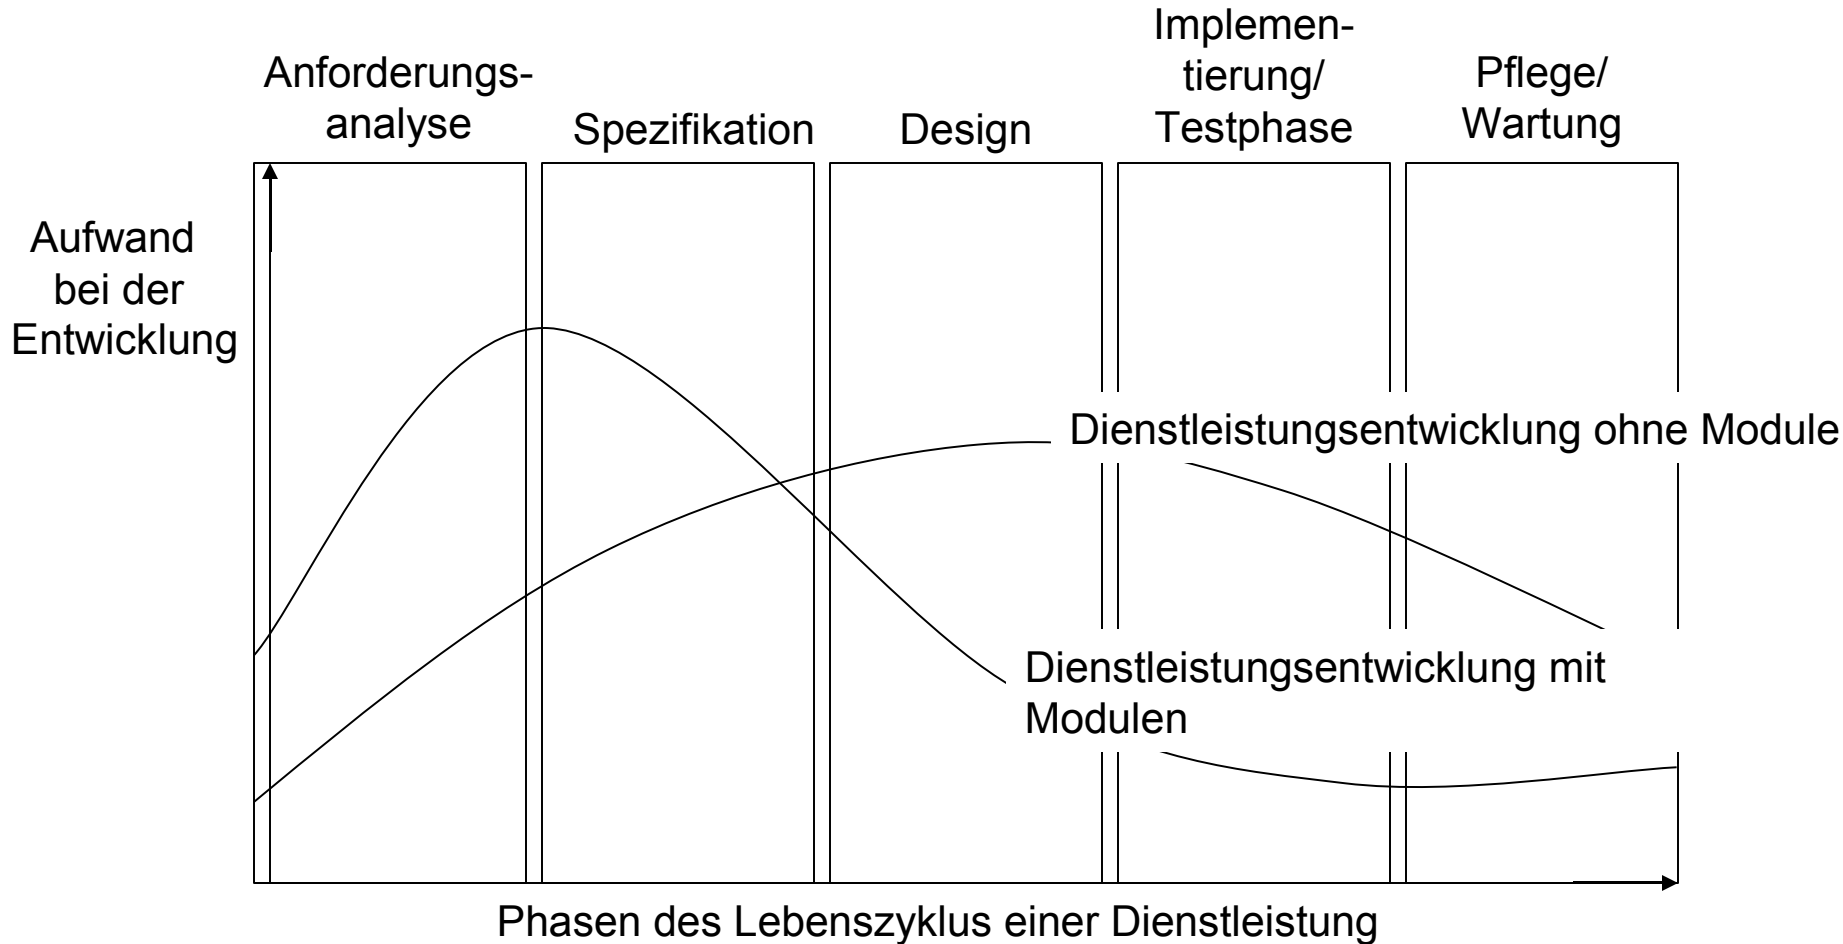 Anforderungs-
analyse
Spezifikation
Design
Implemen-
tierung/
Testphase
Pflege/
Wartung
Aufwand
bei der
Entwicklung
Dienstleistungsentwicklung ohne Module
Dienstleistungsentwicklung mit
Modulen
Phasen des Lebenszyklus einer Dienstleistung